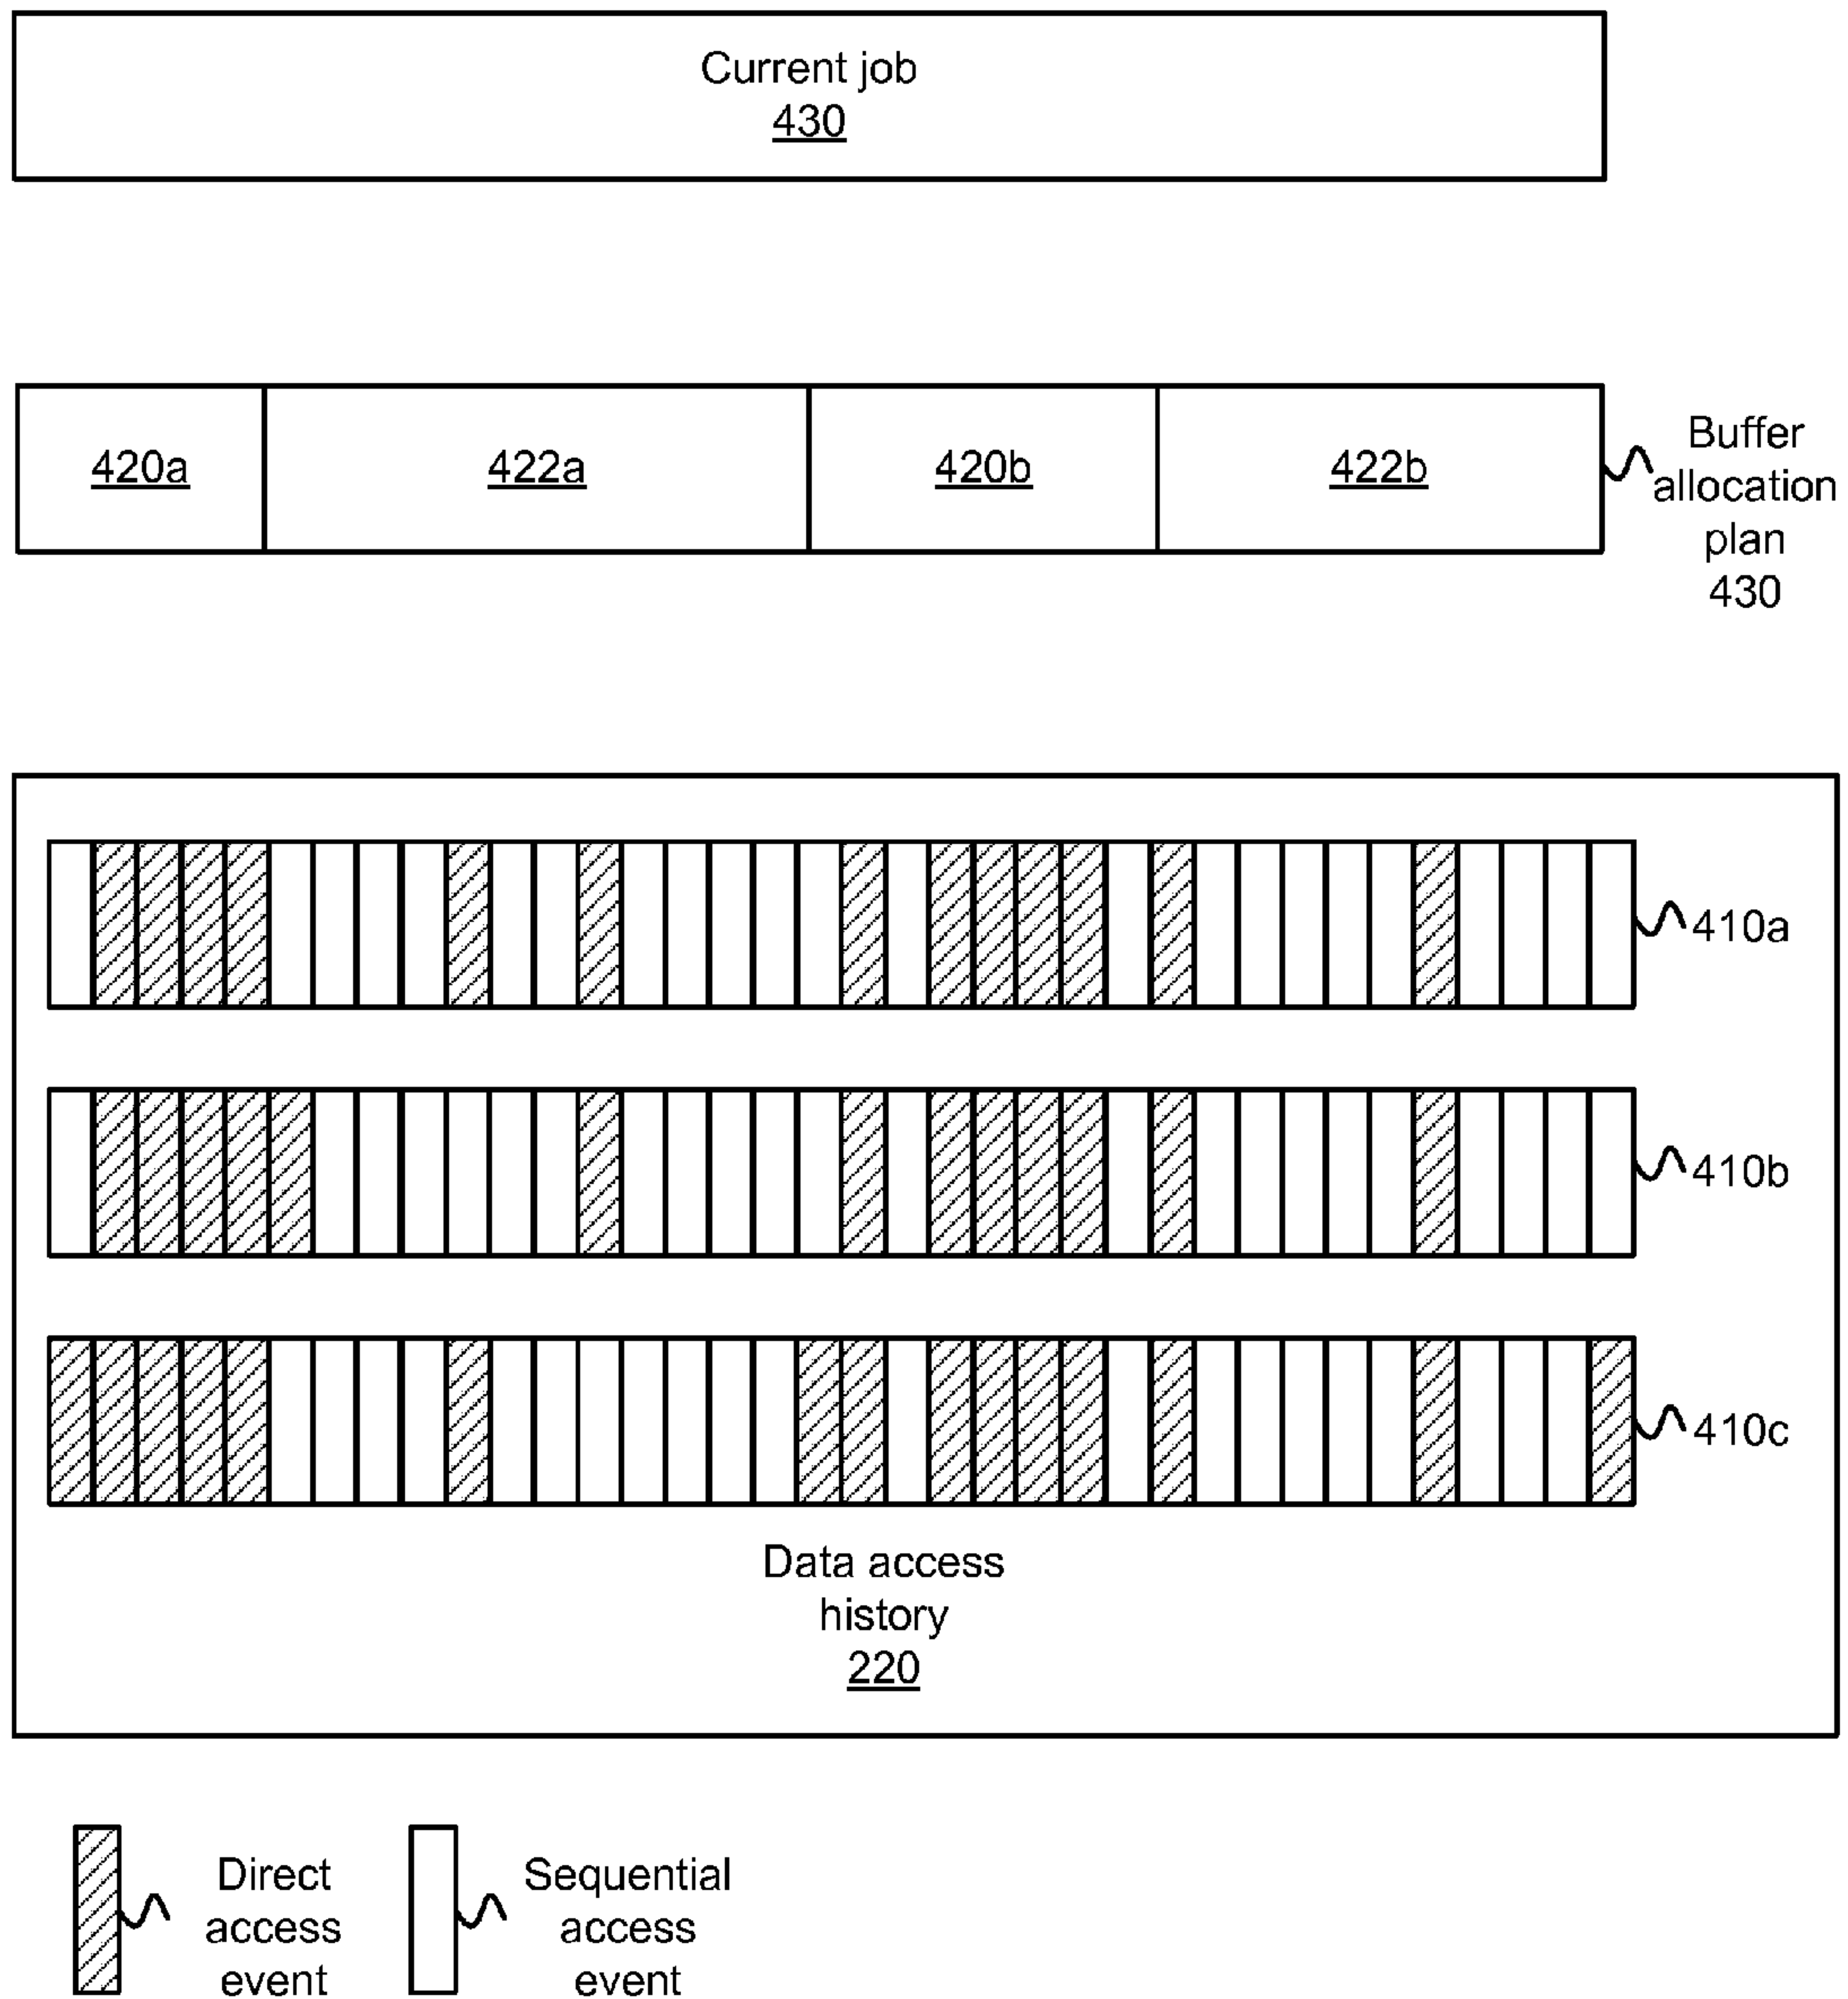 Current job
430
420a
422a
420b
422b
Buffer
allocation
plan
430
410a
410b
410c
Data access
history
220
Direct
access
event
Sequential
access
event